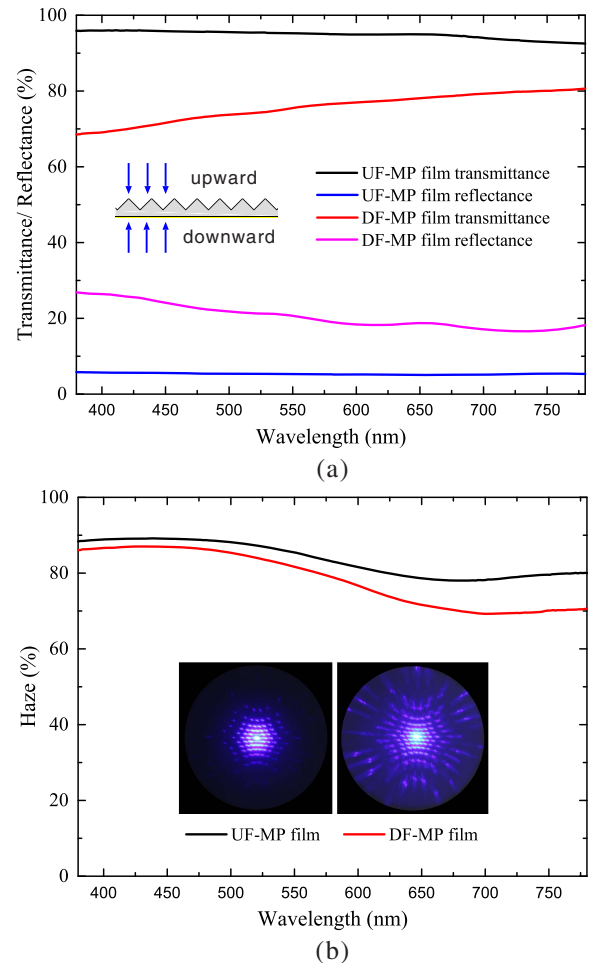 Transmittance/ Reflectance (%)
100
80
60
40
20
0
upward
downward
UF-MP film transmittance
UF-MP film reflectance
DF-MP film transmittance
DF-MP film reflectance
400 450 500 550 600 650 700 750
Wavelength (nm)
(a)
Haze (%)
100
80
60
40
20
0
UF-MP film DF-MP film
400 450 500 550 600 650 700 750
Wavelength (nm)
(b)